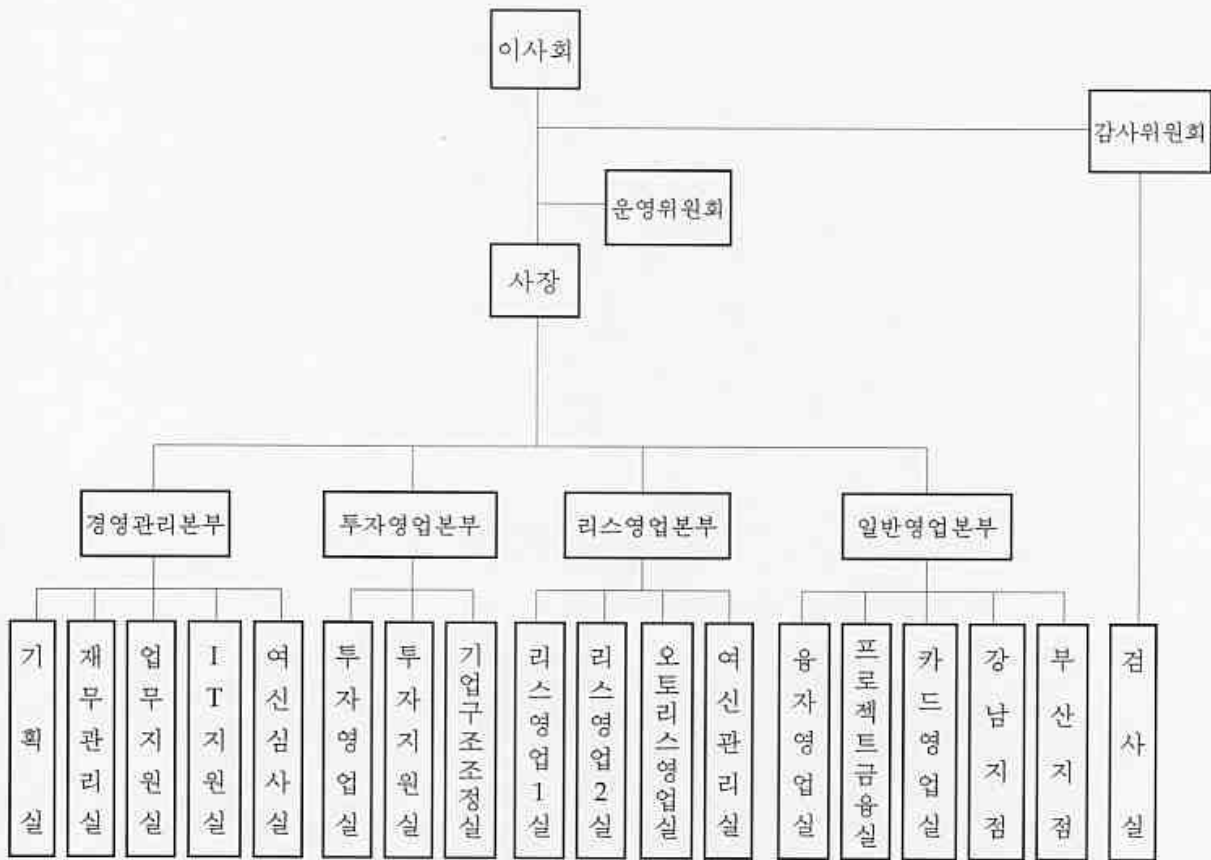 이사회
감사위원회
운영위원회
사장
경영관리본부
투자영업본부
리스영업본부
일반영업본부
기획실
재무관리실
업무지원실
IT지원실
여신심사실
투자영업실
투자지원실
기업구조조정실
리스영업1실
리스영업2실
오토리스영업실
여신관리실
융자영업실
프로젝트금융실
카드영업실
강남지점
부산지점
검사실